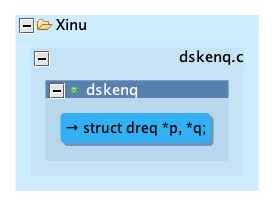 Xinu
dskenq.c
dskenq
→ struct dreq *p, *q;